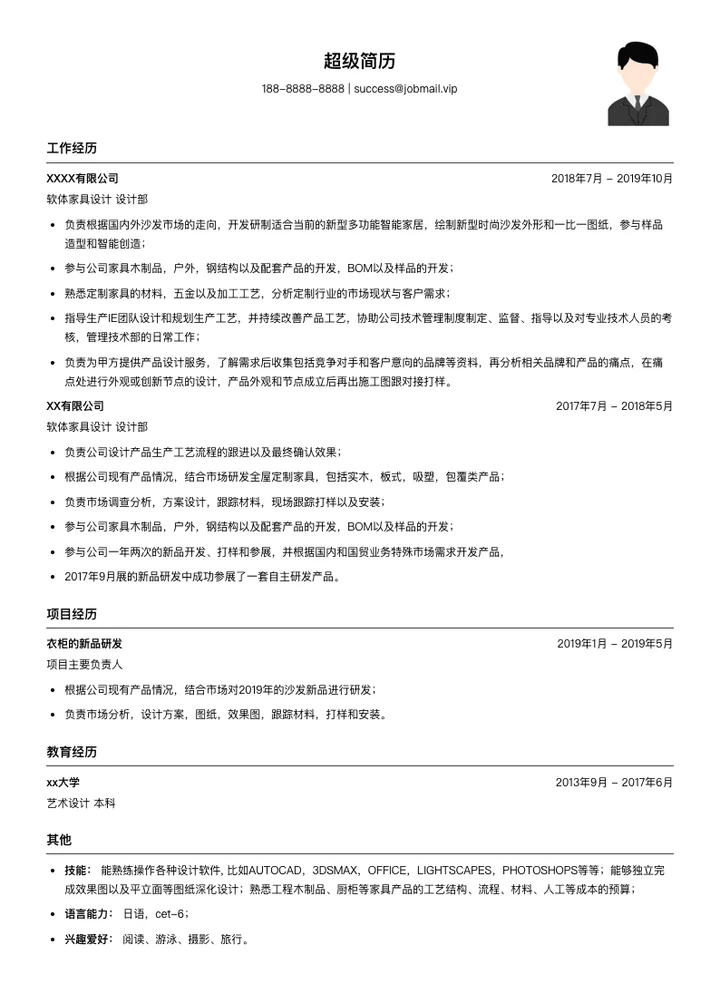 超级简历
188-8888-8888 | success@jobmail.vip
工作经历
XXXX有限公司 2018年7月 - 2019年10月
软体家具设计 设计部
• 负责根据国内外沙发市场的走向，开发研制适合当前的新型多功能智能家居，绘制新型时尚沙发外形和一比一图纸，参与样品
造型和智能创造；
• 参与公司家具木制品，户外，钢结构以及配套产品的开发，BOM以及样品的开发；
• 熟悉定制家具的材料，五金以及加工工艺，分析定制行业的市场现状与客户需求；
• 指导生产IE团队设计和规划生产工艺，并持续改善产品工艺，协助公司技术管理制度制定、监督、指导以及对专业技术人员的考
核，管理技术部的日常工作；
• 负责为甲方提供产品设计服务，了解需求后收集包括竞争对手和客户意向的品牌等资料，再分析相关品牌和产品的痛点，在痛
点处进行外观或创新节点的设计，产品外观和节点成立后再出施工图跟对接打样。
XX有限公司 2017年7月 - 2018年5月
软体家具设计 设计部
• 负责公司设计产品生产工艺流程的跟进以及最终确认效果；
• 根据公司现有产品情况，结合市场研发全屋定制家具，包括实木，板式，吸塑，包覆类产品；
• 负责市场调查分析，方案设计，跟踪材料，现场跟踪打样以及安装；
• 参与公司家具木制品，户外，钢结构以及配套产品的开发，BOM以及样品的开发；
• 参与公司一年两次的新品开发、打样和参展，并根据国内和国贸业务特殊市场需求开发产品，
• 2017年9月展的新品研发中成功参展了一套自主研发产品。
项目经历
衣柜的新品研发 2019年1月 - 2019年5月
项目主要负责人
• 根据公司现有产品情况，结合市场对2019年的沙发新品进行研发；
• 负责市场分析，设计方案，图纸，效果图，跟踪材料，打样和安装。
教育经历
xx大学 2013年9月 - 2017年6月
艺术设计 本科
其他
• 技能： 能熟练操作各种设计软件, 比如AUTOCAD，3DSMAX，OFFICE，LIGHTSCAPES，PHOTOSHOPS等等；能够独立完
成效果图以及平立面等图纸深化设计；熟悉工程木制品、厨柜等家具产品的工艺结构、流程、材料、人工等成本的预算；
• 语言能力： 日语，cet-6；
• 兴趣爱好： 阅读、游泳、摄影、旅行。